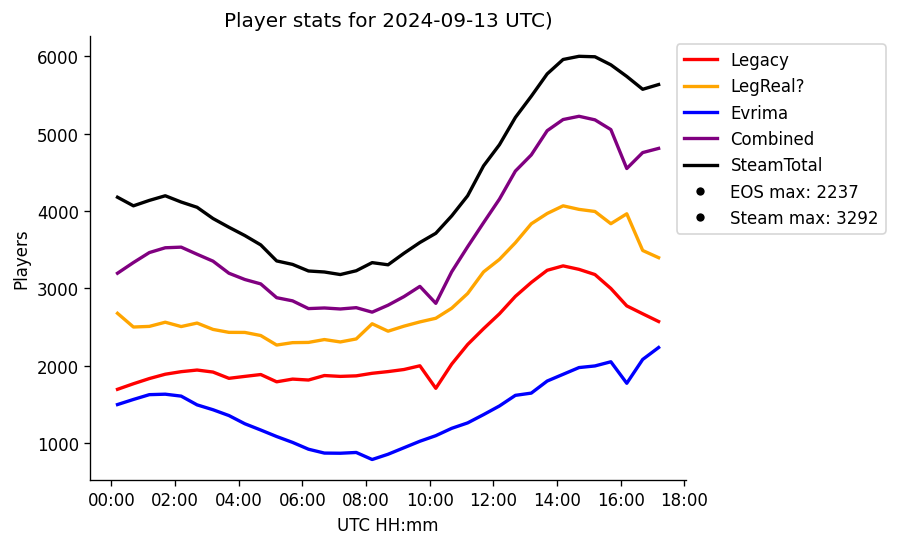 Player stats for 2024-09-13 UTC)
6000
5000
4000
3000
2000
1000
Players
00:00 02:00 04:00 06:00 08:00 10:00 12:00 14:00 16:00 18:00
UTC HH:mm
Legacy
LegReal?
Evrima
Combined
SteamTotal
EOS max: 2237
Steam max: 3292